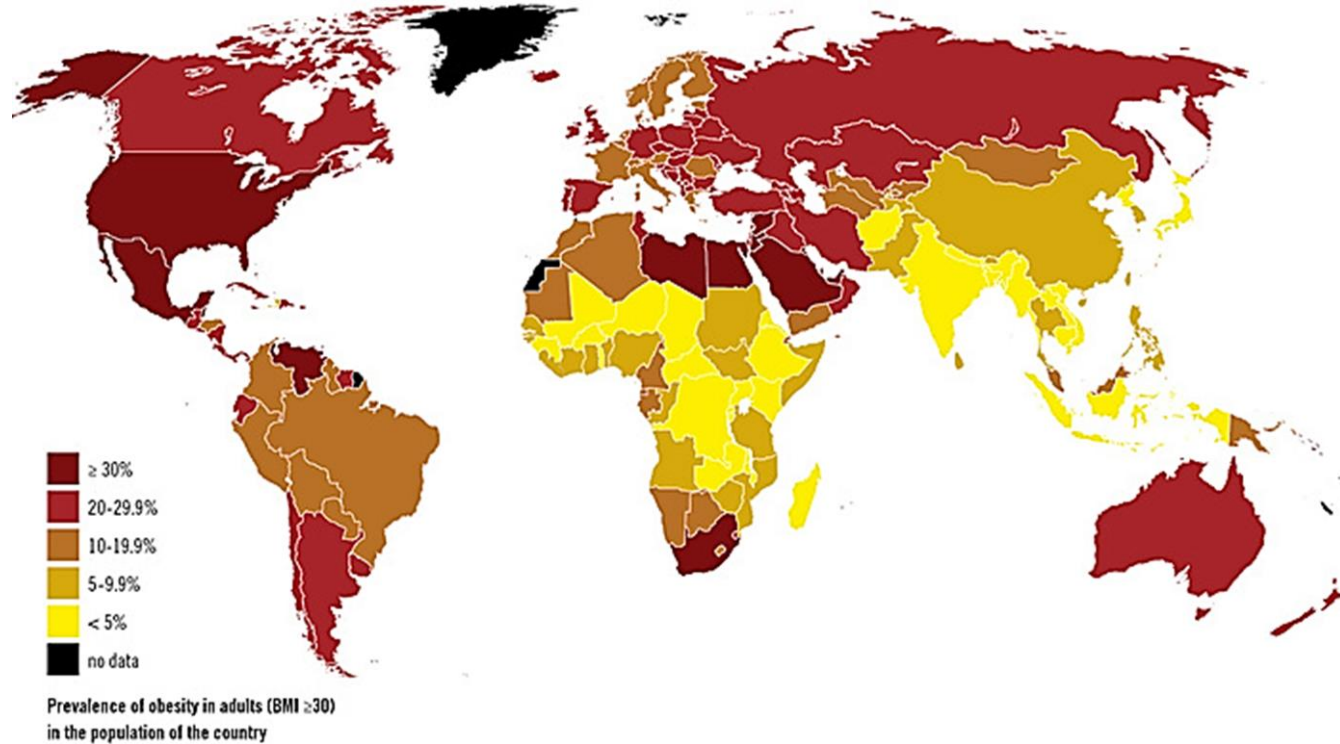 ≥ 30%
20-29.9%
10-19.9%
5-9.9%
< 5%
no data
Prevalence of obesity in adults (BMI ≥30)
in the population of the country